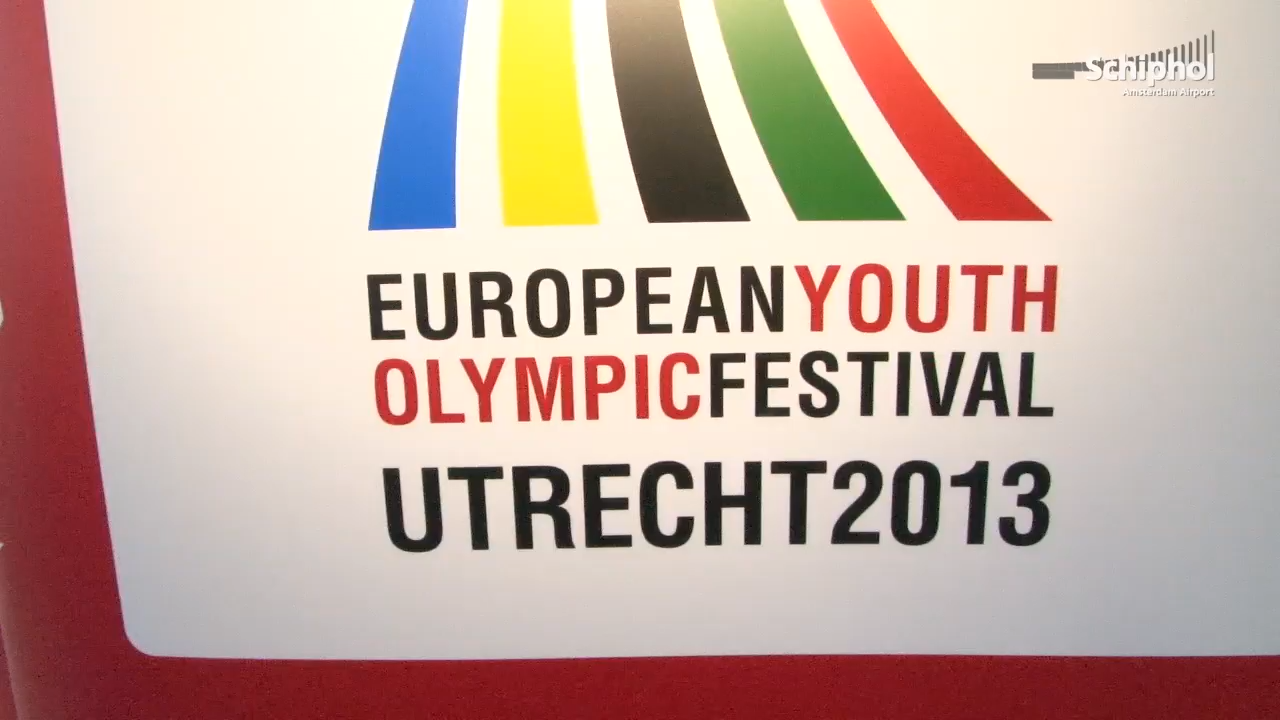 Schiphol
Amsterdam Airport
EUROPEANYOUTH
OLYMPICFESTIVAL
UTRECHT2013